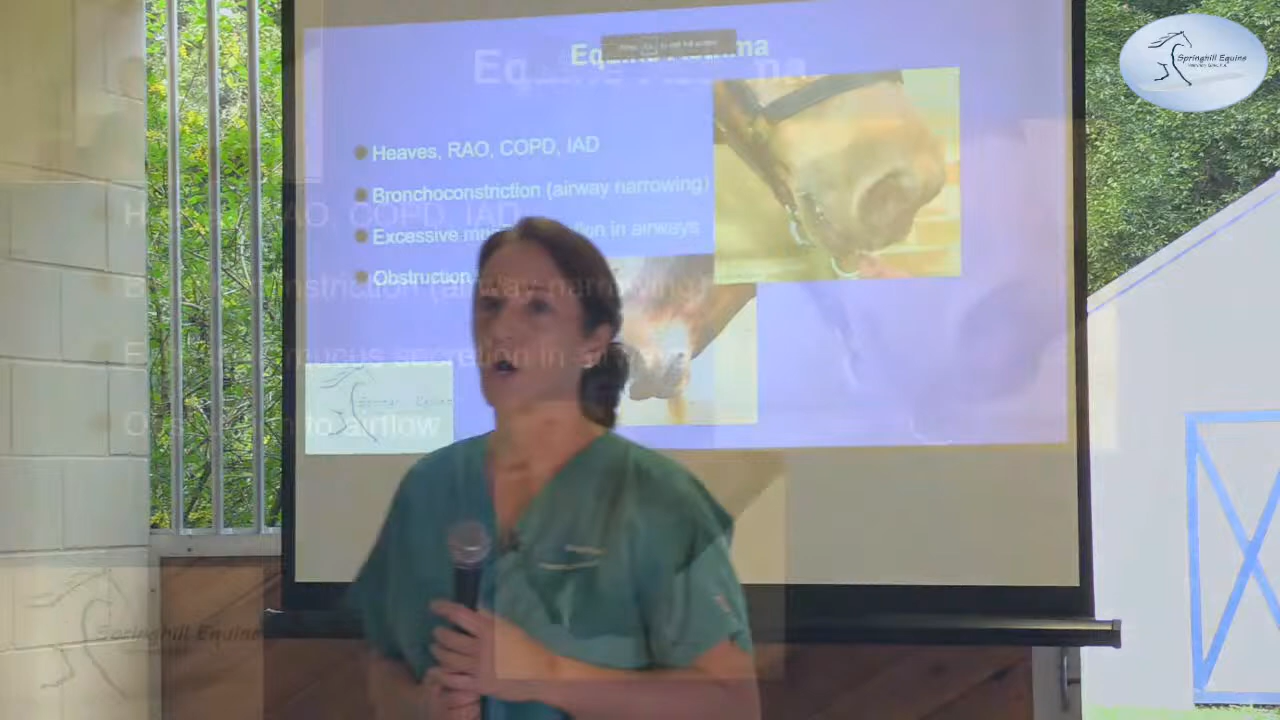 Equine Asthma
Heaves, RAO, COPD, IAD
Bronchoconstriction (airway narrowing)
Excessive mucus secretion in airways
Obstruction to airflow
Springhill Equine
Springhill Equine